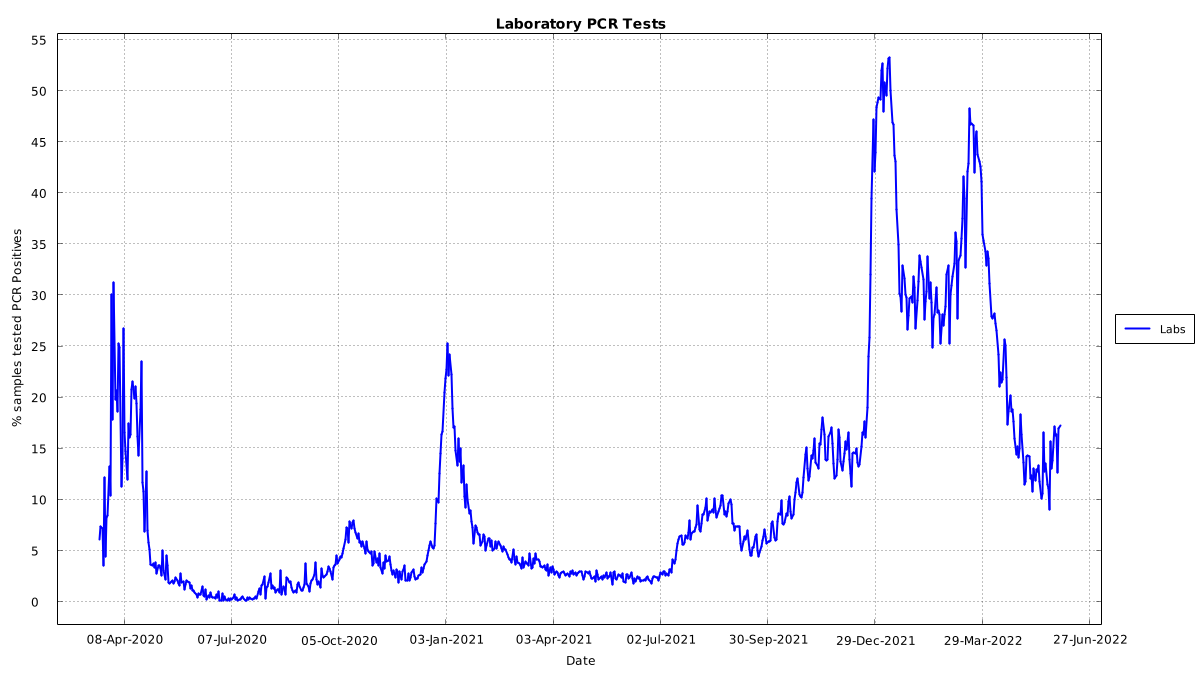 Laboratory PCR Tests
% samples tested PCR Positives
55
50
45
40
35
30
25
20
15
10
5
0
08-Apr-2020 07-Jul-2020 05-Oct-2020 03-Jan-2021 03-Apr-2021 02-Jul-2021 30-Sep-2021 29-Dec-2021 29-Mar-2022 27-Jun-2022
Date
Labs